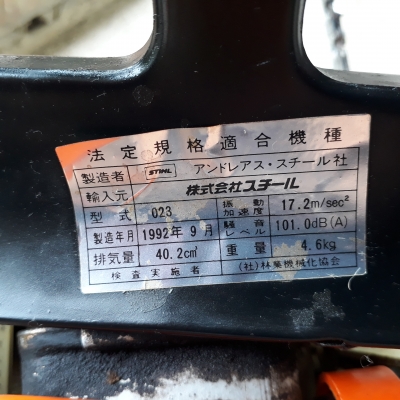 法定規格適合機種
製造者 STIHL アンドレアス・スチール社
輸入元 株式会社スチール
型式 023 振動加速度 17.2m/sec²
製造年月 1992年9月 騒音レベル 101.0dB(A)
排気量 40.2cm³ 重量 4.6kg
検査実施者 (社)林業機械化協会